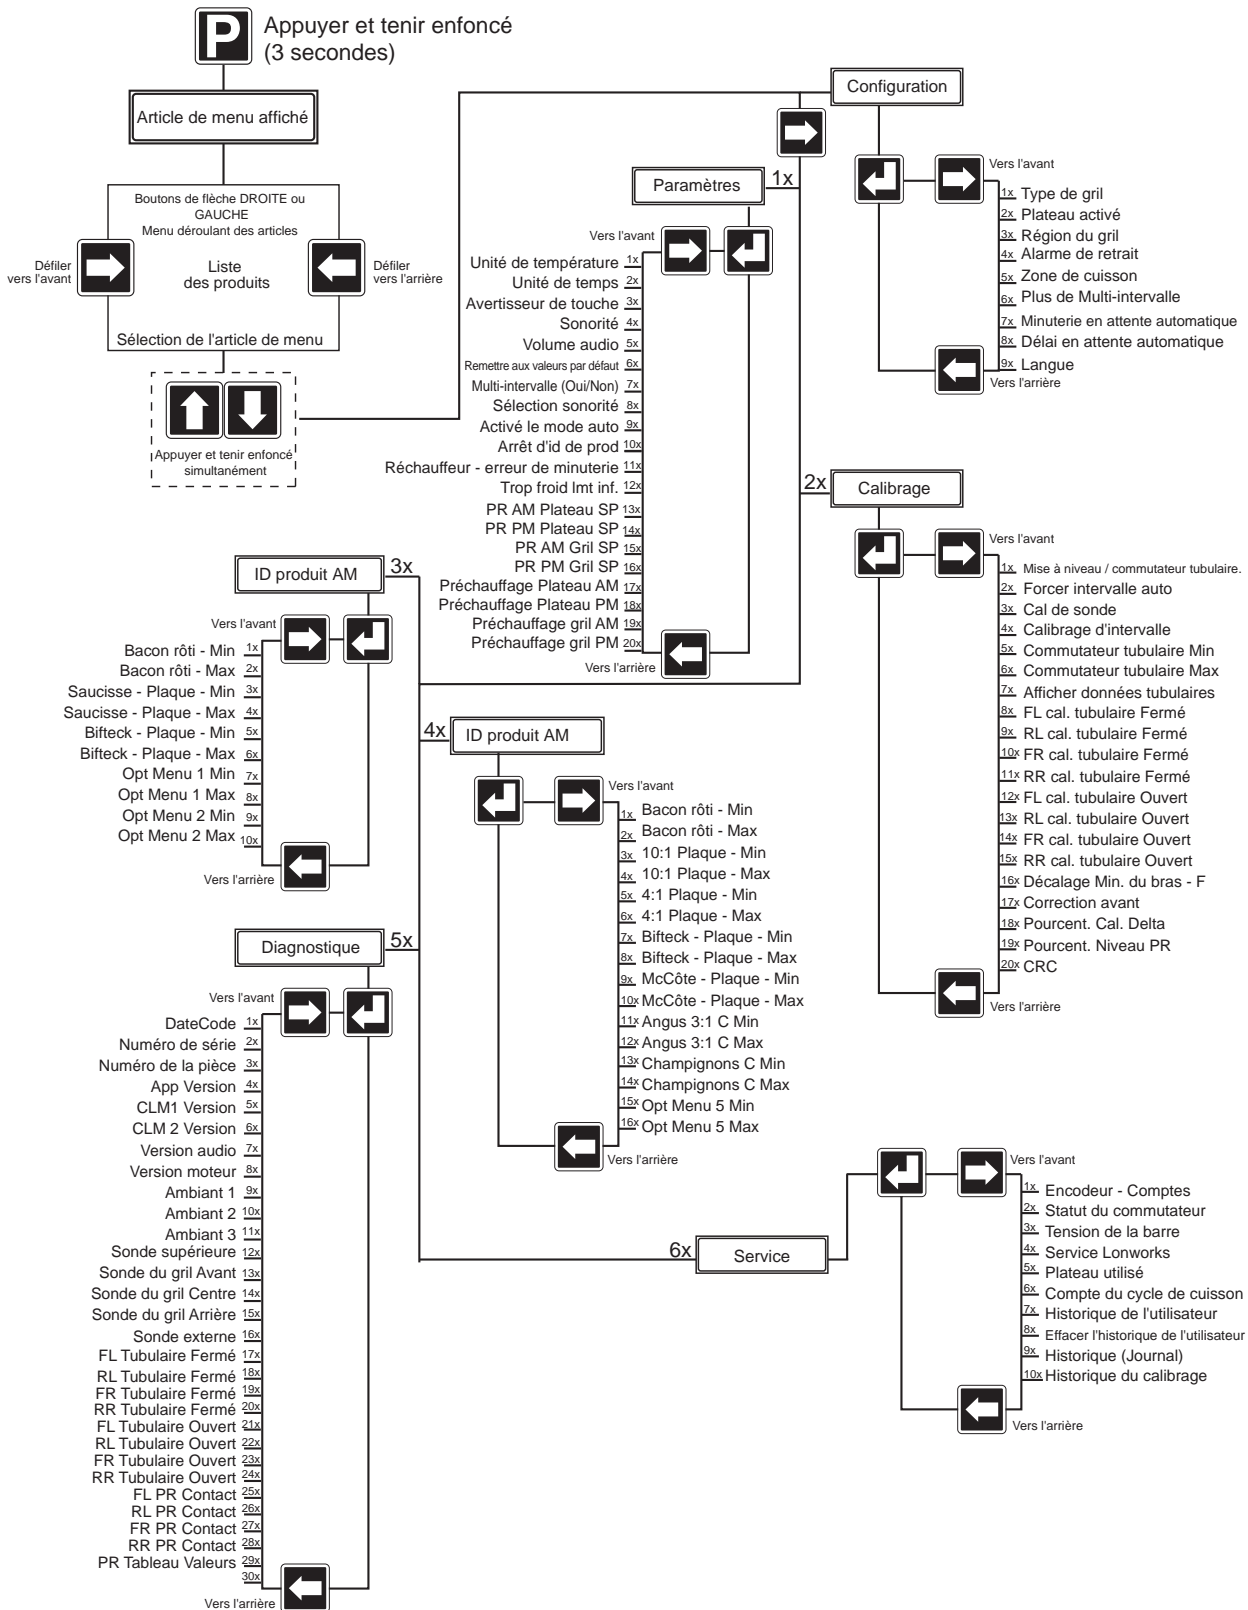 P
Appuyer et tenir enfoncé
(3 secondes)
Article de menu affiché
Boutons de flèche DROITE ou
GAUCHE
Menu déroulant des articles
Défiler
vers l'avant
Liste
des produits
Défiler
vers l'arrière
Sélection de l'article de menu
Appuyer et tenir enfoncé
simultanément
Configuration
Vers l'avant
1x Type de gril
2x Plateau activé
3x Région du gril
4x Alarme de retrait
5x Zone de cuisson
6x Plus de Multi-intervalle
7x Minuterie en attente automatique
8x Délai en attente automatique
9x Langue
Vers l'arrière
Paramètres
1x
Vers l'avant
Unité de température 1x
Unité de temps 2x
Avertisseur de touche 3x
Sonorité 4x
Volume audio 5x
Remettre aux valeurs par défaut 6x
Multi-intervalle (Oui/Non) 7x
Sélection sonorité 8x
Activé le mode auto 9x
Arrêt d'id de prod 10x
Réchauffeur - erreur de minuterie 11x
Trop froid lmt inf. 12x
PR AM Plateau SP 13x
PR PM Plateau SP 14x
PR AM Gril SP 15x
PR PM Gril SP 16x
Préchauffage Plateau AM 17x
Préchauffage Plateau PM 18x
Préchauffage gril AM 19x
Préchauffage gril PM 20x
Vers l'arrière
2x
Calibrage
Vers l'avant
1x Mise à niveau / commutateur tubulaire.
2x Forcer intervalle auto
3x Cal de sonde
4x Calibrage d'intervalle
5x Commutateur tubulaire Min
6x Commutateur tubulaire Max
7x Afficher données tubulaires
8x FL cal. tubulaire Fermé
9x RL cal. tubulaire Fermé
10x FR cal. tubulaire Fermé
11x RR cal. tubulaire Fermé
12x FL cal. tubulaire Ouvert
13x RL cal. tubulaire Ouvert
14x FR cal. tubulaire Ouvert
15x RR cal. tubulaire Ouvert
16x Décalage Min. du bras - F
17x Correction avant
18x Pourcent. Cal. Delta
19x Pourcent. Niveau PR
20x CRC
Vers l'arrière
ID produit AM
3x
Vers l'avant
Bacon rôti - Min 1x
Bacon rôti - Max 2x
Saucisse - Plaque - Min 3x
Saucisse - Plaque - Max 4x
Bifteck - Plaque - Min 5x
Bifteck - Plaque - Max 6x
Opt Menu 1 Min 7x
Opt Menu 1 Max 8x
Opt Menu 2 Min 9x
Opt Menu 2 Max 10x
Vers l'arrière
4x
ID produit AM
Vers l'avant
1x Bacon rôti - Min
2x Bacon rôti - Max
3x 10:1 Plaque - Min
4x 10:1 Plaque - Max
5x 4:1 Plaque - Min
6x 4:1 Plaque - Max
7x Bifteck - Plaque - Min
8x Bifteck - Plaque - Max
9x McCôte - Plaque - Min
10x McCôte - Plaque - Max
11x Angus 3:1 C Min
12x Angus 3:1 C Max
13x Champignons C Min
14x Champignons C Max
15x Opt Menu 5 Min
16x Opt Menu 5 Max
Vers l'arrière
Diagnostique
5x
Vers l'avant
DateCode 1x
Numéro de série 2x
Numéro de la pièce 3x
App Version 4x
CLM1 Version 5x
CLM 2 Version 6x
Version audio 7x
Version moteur 8x
Ambiant 1 9x
Ambiant 2 10x
Ambiant 3 11x
Sonde supérieure 12x
Sonde du gril Avant 13x
Sonde du gril Centre 14x
Sonde du gril Arrière 15x
Sonde externe 16x
FL Tubulaire Fermé 17x
RL Tubulaire Fermé 18x
FR Tubulaire Fermé 19x
RR Tubulaire Fermé 20x
FL Tubulaire Ouvert 21x
RL Tubulaire Ouvert 22x
FR Tubulaire Ouvert 23x
RR Tubulaire Ouvert 24x
FL PR Contact 25x
RL PR Contact 26x
FR PR Contact 27x
RR PR Contact 28x
PR Tableau Valeurs 29x
30x
Vers l'arrière
6x
Service
Vers l'avant
1x Encodeur - Comptes
2x Statut du commutateur
3x Tension de la barre
4x Service Lonworks
5x Plateau utilisé
6x Compte du cycle de cuisson
7x Historique de l'utilisateur
8x Effacer l'historique de l'utilisateur
9x Historique (Journal)
10x Historique du calibrage
Vers l'arrière